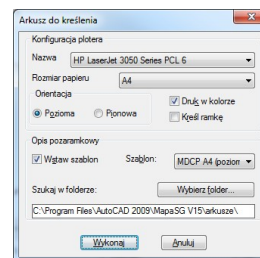 Arkusz do kreślenia
Konfiguracja plotera
Nazwa HP LaserJet 3050 Series PCL 6
Rozmiar papieru A4
Orientacja
Pozioma Pionowa
Druk w kolorze
Kreśl ramkę
Opis pozaramkowy
Wstaw szablon Szablon: MDCP A4 (pozion
Szukaj w folderze: Wybierz folder...
C:\Program Files\AutoCAD 2009\MapaSG V15\arkusze\
Wykonaj Anuluj